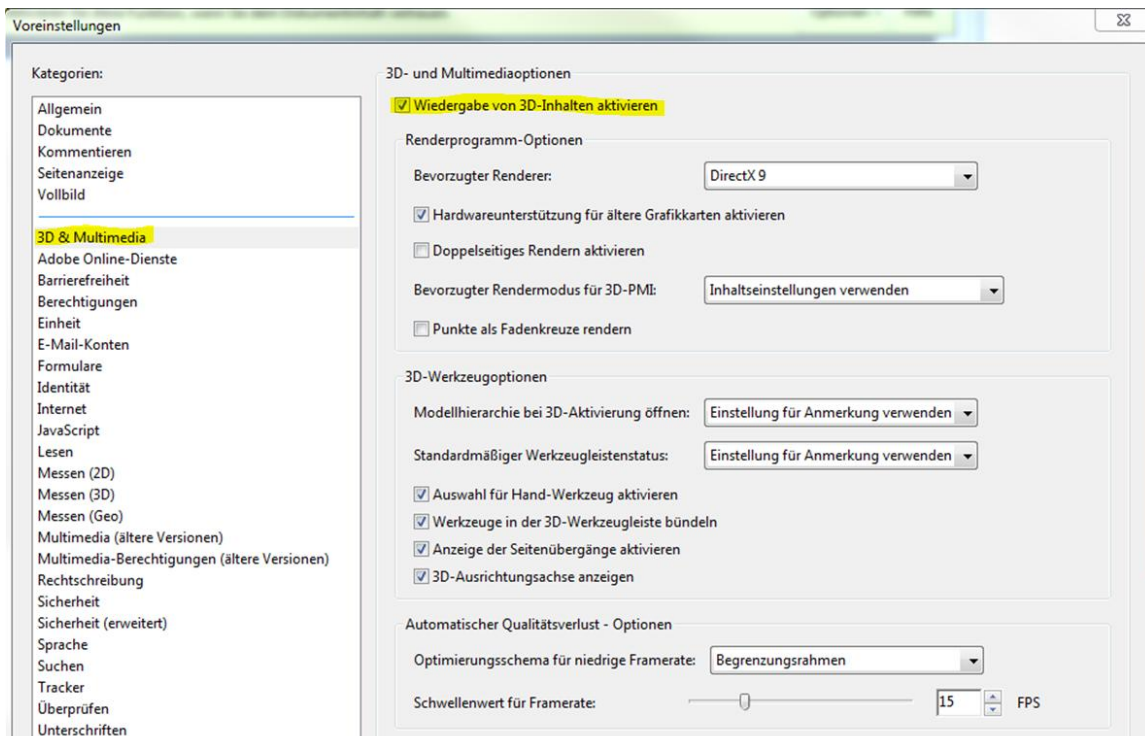 Voreinstellungen
Kategorien:
Allgemein
Dokumente
Kommentieren
Seitenanzeige
Vollbild
3D & Multimedia
Adobe Online-Dienste
Barrierefreiheit
Berechtigungen
Einheit
E-Mail-Konten
Formulare
Identität
Internet
JavaScript
Lesen
Messen (2D)
Messen (3D)
Messen (Geo)
Multimedia (ältere Versionen)
Multimedia-Berechtigungen (ältere Versionen)
Rechtschreibung
Sicherheit
Sicherheit (erweitert)
Sprache
Suchen
Tracker
Überprüfen
Unterschriften
3D- und Multimediaoptionen
Wiedergabe von 3D-Inhalten aktivieren
Renderprogramm-Optionen
Bevorzugter Renderer: DirectX 9
Hardwareunterstützung für ältere Grafikkarten aktivieren
Doppelseitiges Rendern aktivieren
Bevorzugter Rendermodus für 3D-PMI: Inhaltseinstellungen verwenden
Punkte als Fadenkreuze rendern
3D-Werkzeugoptionen
Modellhierarchie bei 3D-Aktivierung öffnen: Einstellung für Anmerkung verwenden
Standardmäßiger Werkzeugleistenstatus: Einstellung für Anmerkung verwenden
Auswahl für Hand-Werkzeug aktivieren
Werkzeuge in der 3D-Werkzeugleiste bündeln
Anzeige der Seitenübergänge aktivieren
3D-Ausrichtungsachse anzeigen
Automatischer Qualitätsverlust - Optionen
Optimierungsschema für niedrige Framerate: Begrenzungsrahmen
Schwellenwert für Framerate: 15 FPS